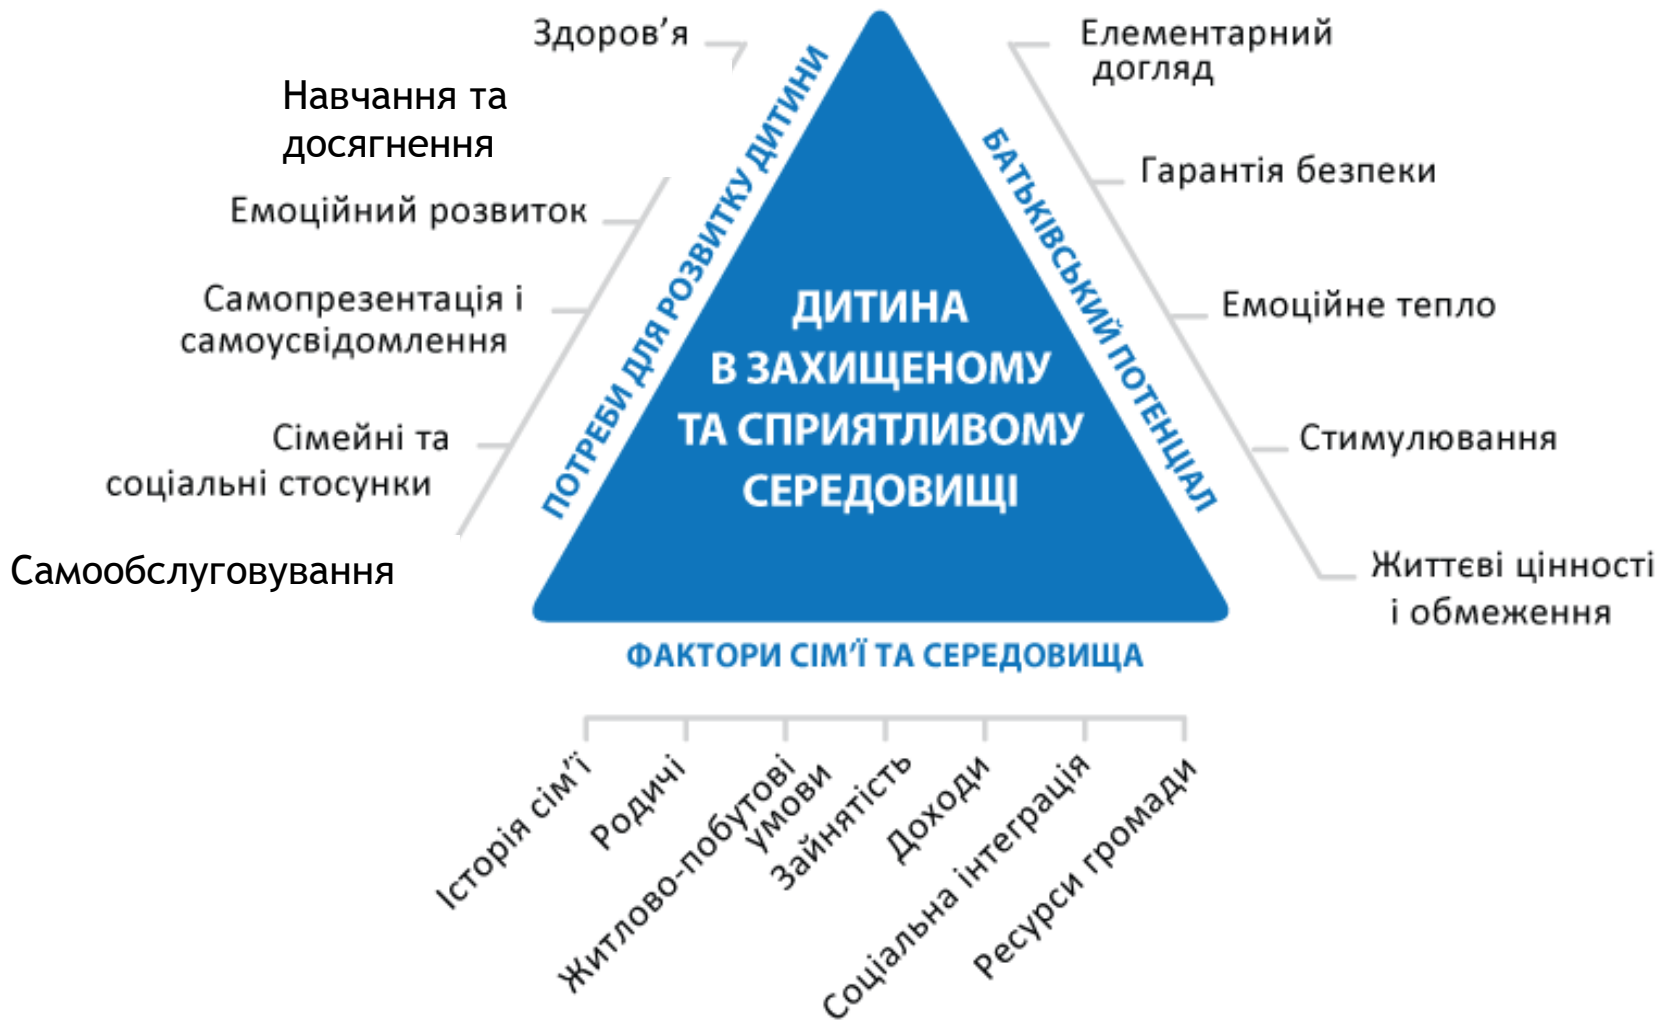 Здоров’я
Навчання та
досягнення
Емоційний розвиток
Самопрезентація і
самоусвідомлення
Сімейні та
соціальні стосунки
Самообслуговування
ПОТРЕБИ ДЛЯ РОЗВИТКУ ДИТИНИ
ДИТИНА
В ЗАХИЩЕНОМУ
ТА СПРИЯТЛИВОМУ
СЕРЕДОВИЩІ
БАТЬКІВСЬКИЙ ПОТЕНЦІАЛ
Елементарний
догляд
Гарантія безпеки
Емоційне тепло
Стимулювання
Життєві цінності
і обмеження
ФАКТОРИ СІМ’Ї ТА СЕРЕДОВИЩА
Історія сім’ї
Родичі
Житлово-побутові
умови
Зайнятість
Доходи
Соціальна інтеграція
Ресурси громади